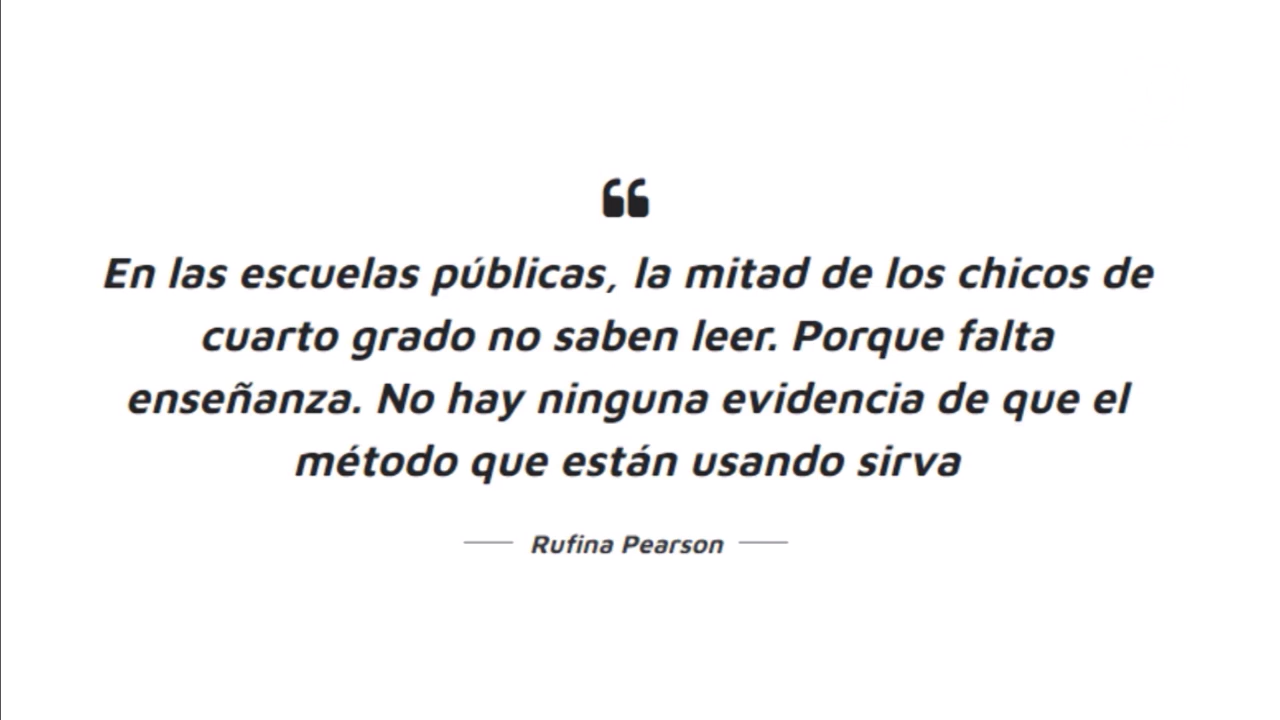 “
En las escuelas públicas, la mitad de los chicos de
cuarto grado no saben leer. Porque falta
enseñanza. No hay ninguna evidencia de que el
método que están usando sirva
Rufina Pearson